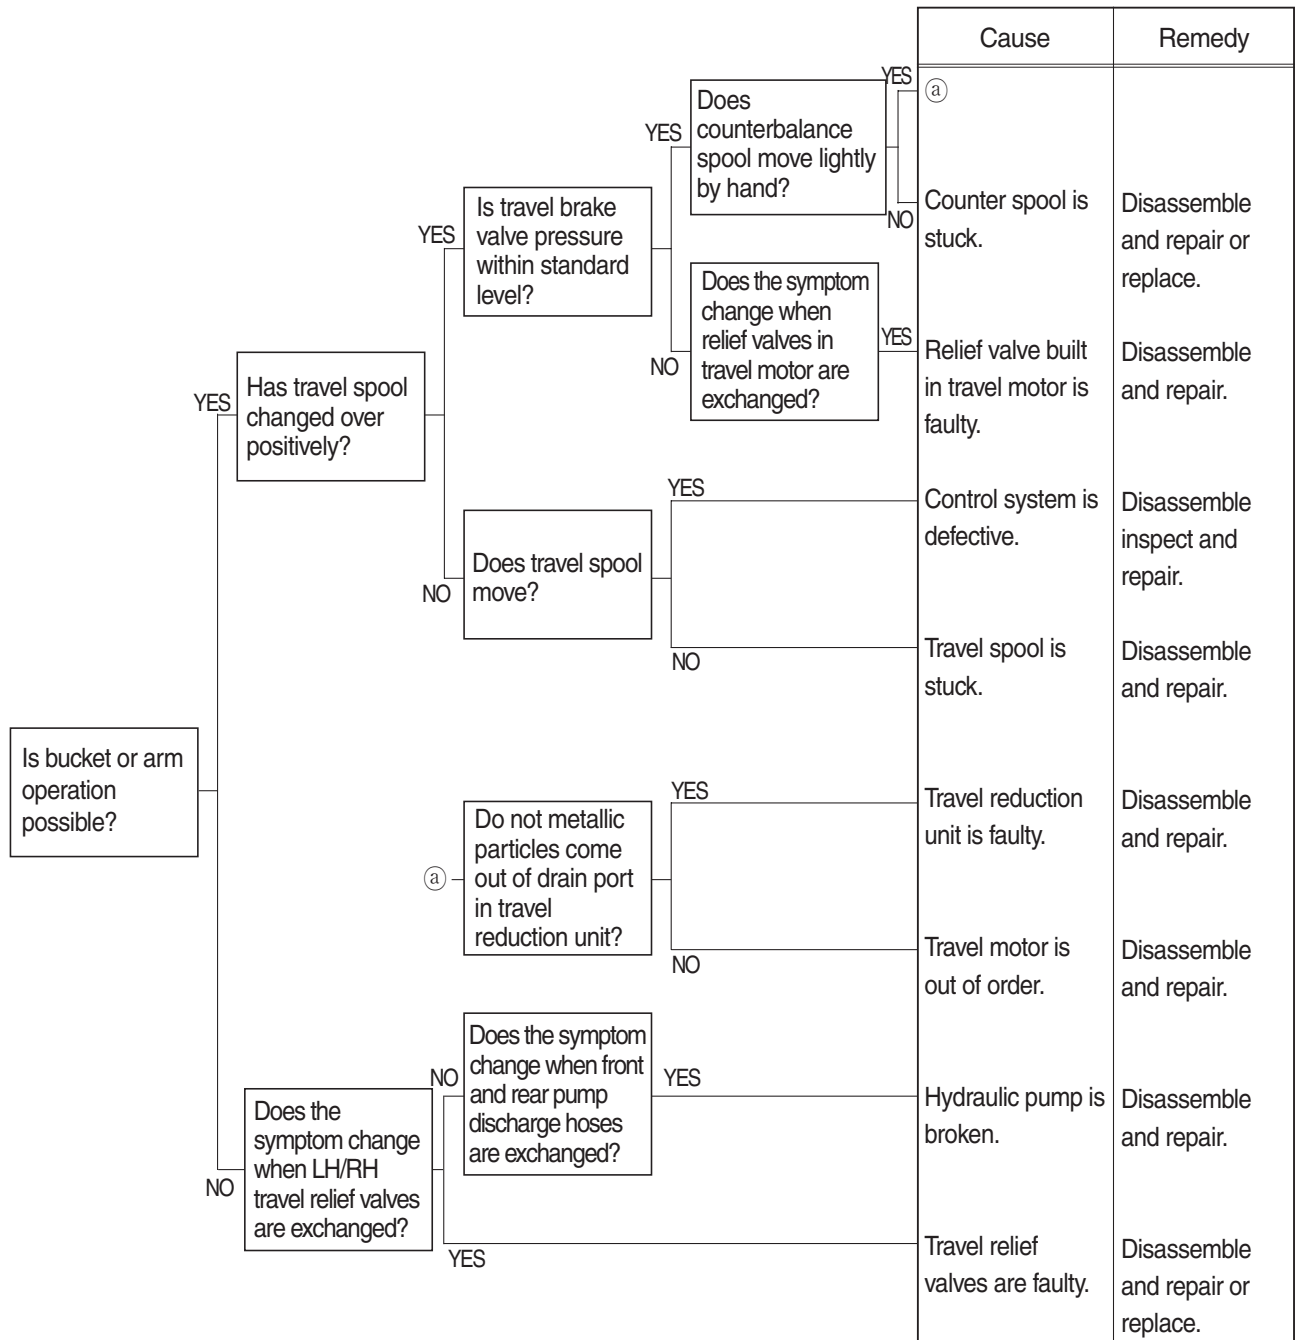 Cause
Remedy
YES
ⓐ
Does
counterbalance
spool move lightly
by hand?
YES
NO
Counter spool is
stuck.
Disassemble
and repair or
replace.
Is travel brake
valve pressure
within standard
level?
YES
Does the symptom
change when
relief valves in
travel motor are
exchanged?
NO
YES
Relief valve built
in travel motor is
faulty.
Disassemble
and repair.
Has travel spool
changed over
positively?
YES
YES
Control system is
defective.
Disassemble
inspect and
repair.
Does travel spool
move?
NO
NO
Travel spool is
stuck.
Disassemble
and repair.
Is bucket or arm
operation
possible?
YES
Travel reduction
unit is faulty.
Disassemble
and repair.
ⓐ
Do not metallic
particles come
out of drain port
in travel
reduction unit?
NO
Travel motor is
out of order.
Disassemble
and repair.
Does the symptom
change when front
and rear pump
discharge hoses
are exchanged?
NO
YES
Hydraulic pump is
broken.
Disassemble
and repair.
Does the
symptom change
when LH/RH
travel relief valves
are exchanged?
NO
YES
Travel relief
valves are faulty.
Disassemble
and repair or
replace.